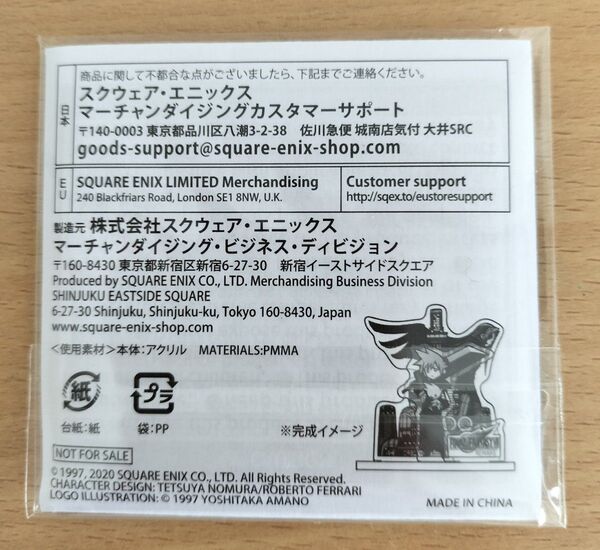 商品に関して不都合な点がございましたら、下記までご連絡ください。
日本
スクウェア・エニックス
マーチャンダイジングカスタマーサポート
〒140-0003 東京都品川区八潮3-2-38　佐川急便 城南店気付 大井SRC
goods-support@square-enix-shop.com
EU
SQUARE ENIX LIMITED Merchandising
240 Blackfriars Road, London SE1 8NW, U.K.
Customer support
http://sqex.to/eustoresupport
製造元 株式会社スクウェア・エニックス
マーチャンダイジング・ビジネス・ディビジョン
〒160-8430 東京都新宿区新宿6-27-30　新宿イーストサイドスクエア
Produced by SQUARE ENIX CO., LTD. Merchandising Business Division
SHINJUKU EASTSIDE SQUARE
6-27-30 Shinjuku, Shinjuku-ku, Tokyo 160-8430, Japan
www.square-enix-shop.com
〈使用素材〉本体:アクリル　MATERIALS:PMMA
紙
プラ
台紙:紙
袋:PP
※完成イメージ
NOT FOR SALE
©1997, 2020 SQUARE ENIX CO., LTD. All Rights Reserved.
CHARACTER DESIGN: TETSUYA NOMURA/ROBERTO FERRARI
LOGO ILLUSTRATION: © 1997 YOSHITAKA AMANO
MADE IN CHINA